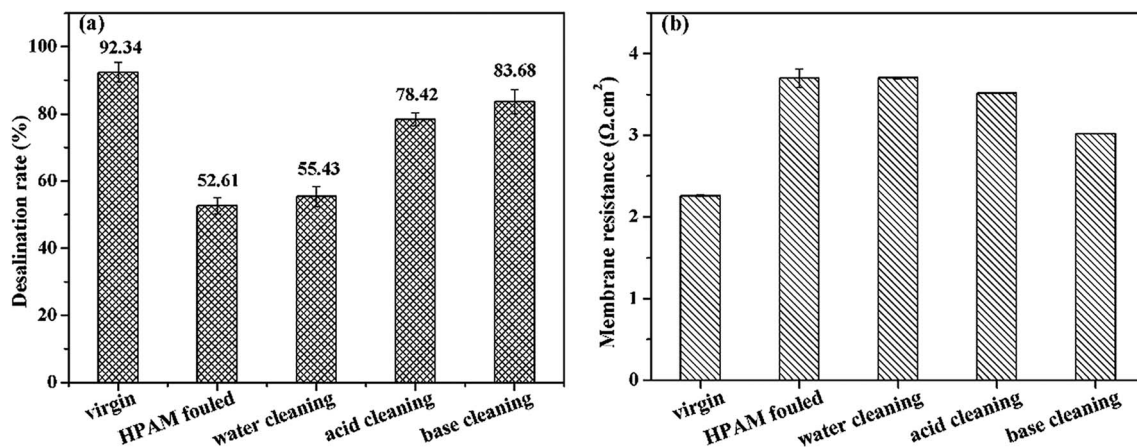 (a)
Desalination rate (%)
100
80
60
40
20
0
92.34
52.61
55.43
78.42
83.68
virgin
HPAM fouled
water cleaning
acid cleaning
base cleaning
(b)
Membrane resistance (Ω.cm²)
4
3
2
1
0
virgin
HPAM fouled
water cleaning
acid cleaning
base cleaning